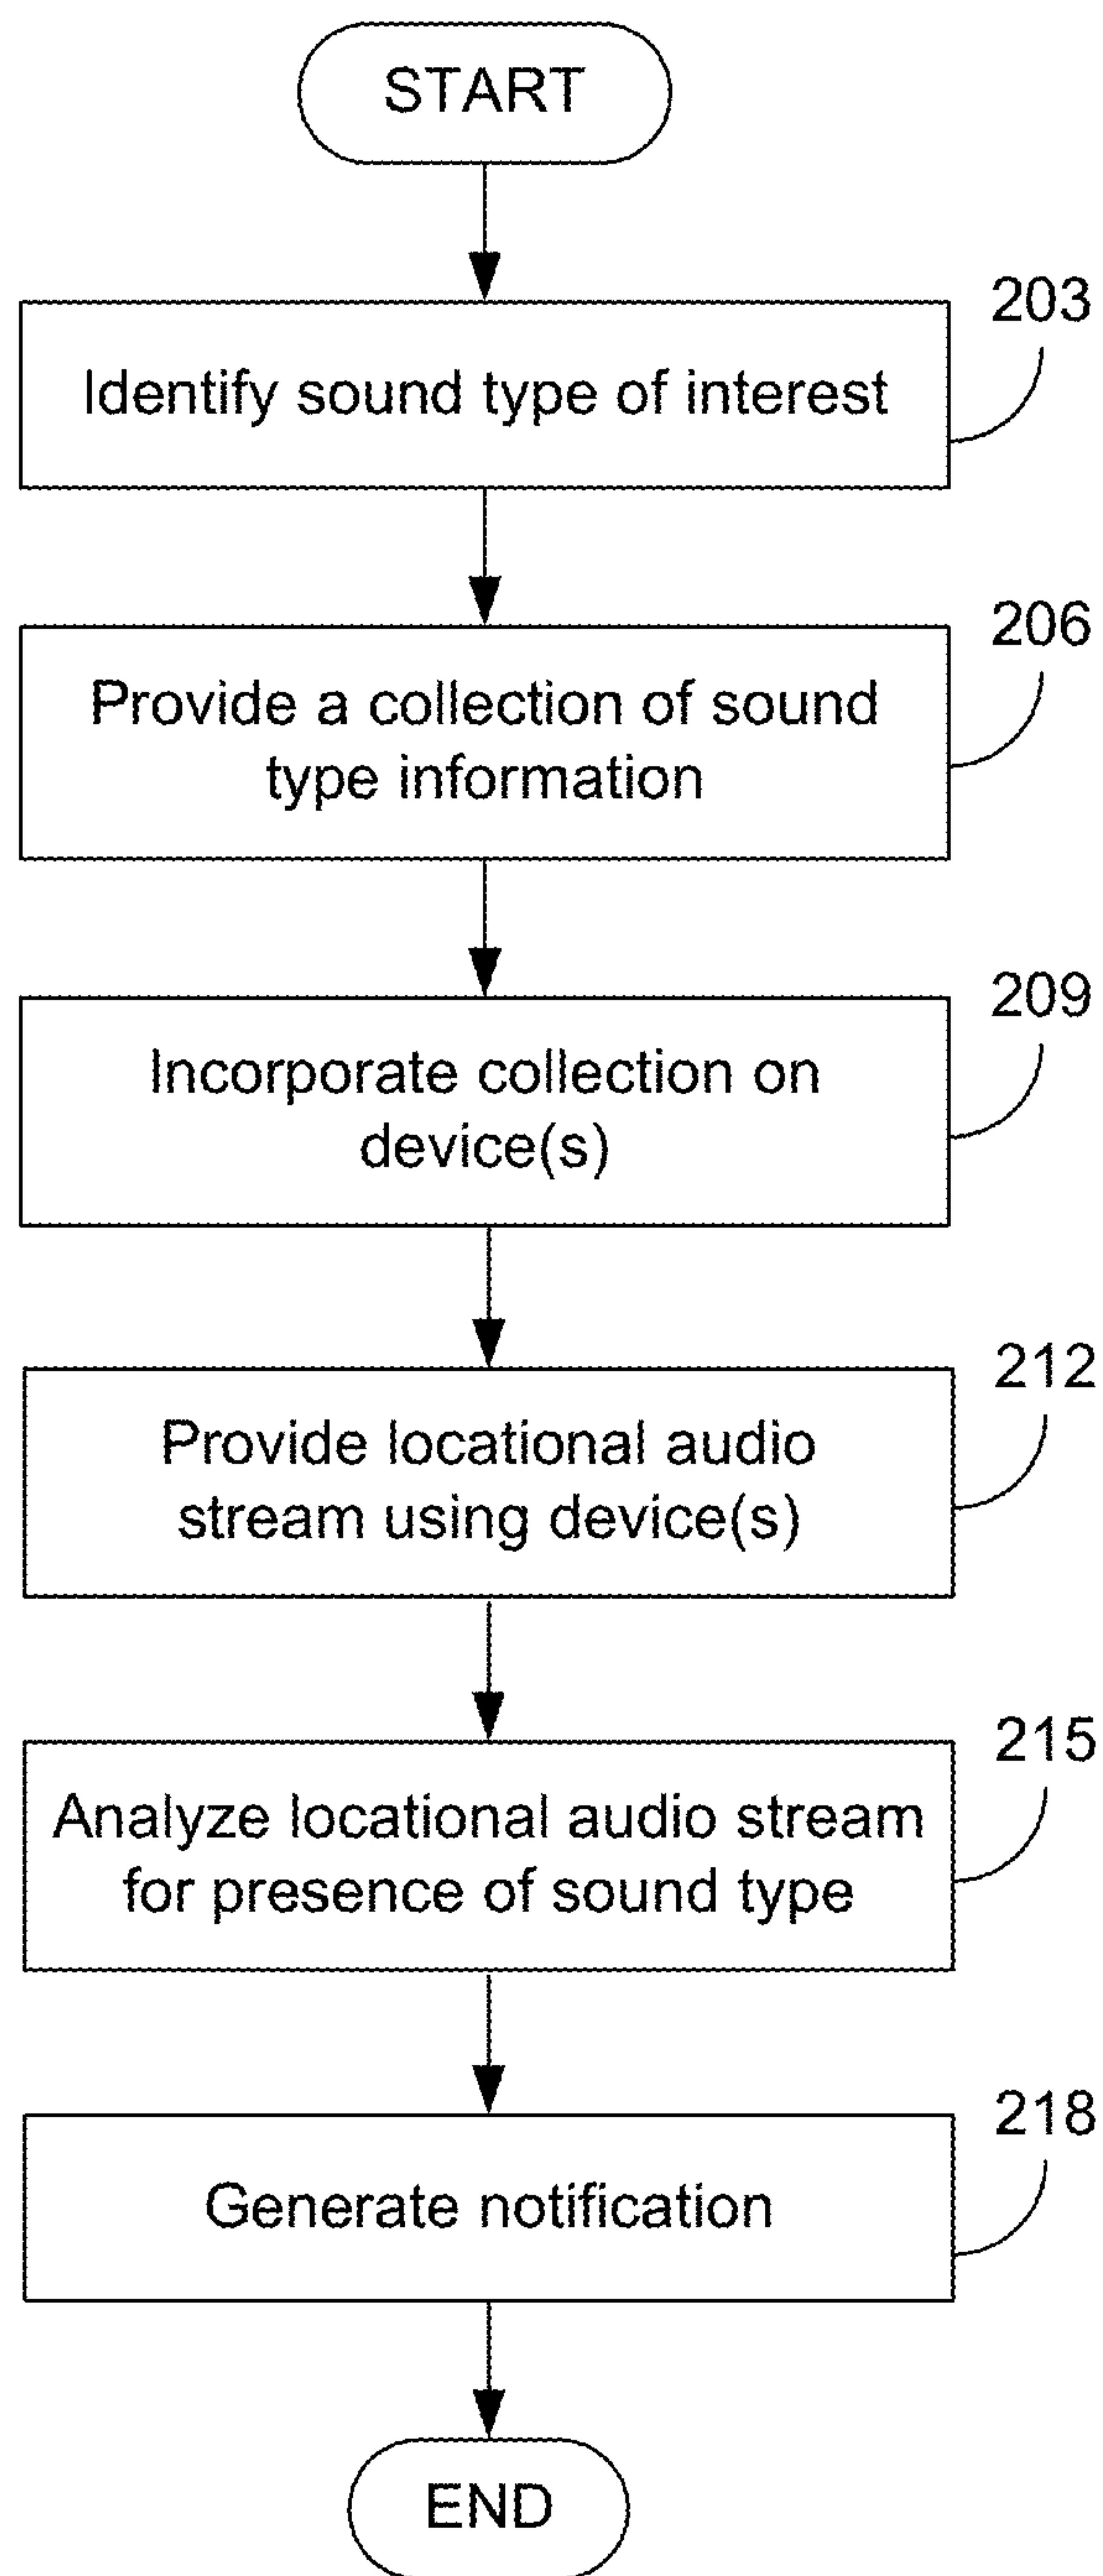 START
203
Identify sound type of interest
206
Provide a collection of sound
type information
209
Incorporate collection on
device(s)
212
Provide locational audio
stream using device(s)
215
Analyze locational audio stream
for presence of sound type
218
Generate notification
END